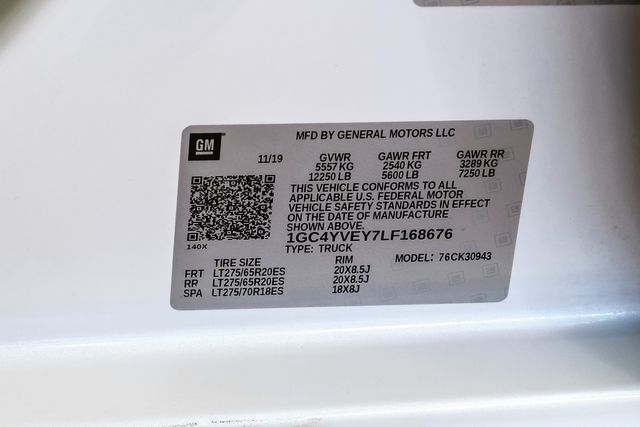 MFD BY GENERAL MOTORS LLC
GM
11/19 GVWR GAWR FRT GAWR RR
5557 KG 2540 KG 3289 KG
12250 LB 5600 LB 7250 LB
THIS VEHICLE CONFORMS TO ALL
APPLICABLE U.S. FEDERAL MOTOR
VEHICLE SAFETY STANDARDS IN EFFECT
ON THE DATE OF MANUFACTURE
SHOWN ABOVE.
1GC4YVEY7LF168676
140X
TYPE: TRUCK MODEL: 76CK30943
TIRE SIZE RIM
FRT LT275/65R20ES 20X8.5J
RR LT275/65R20ES 20X8.5J
SPA LT275/70R18ES 18X8J